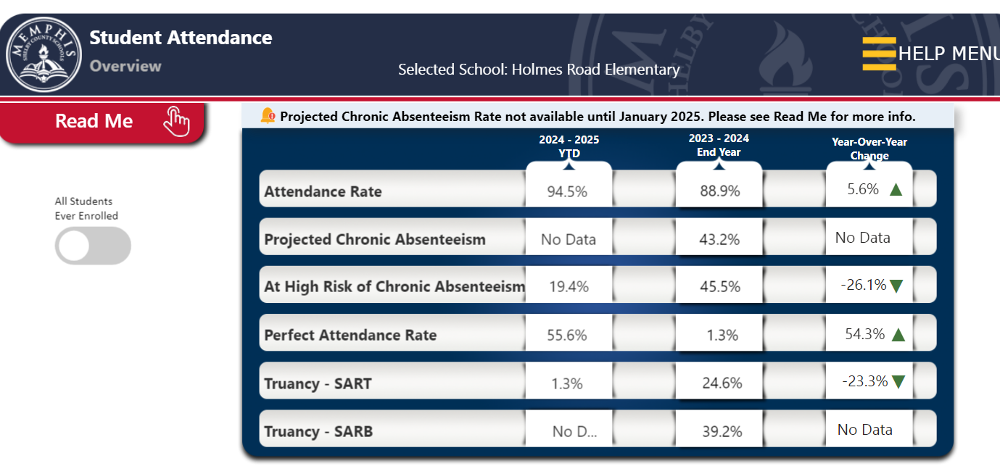 MEMPHIS
SHELBY COUNTY SCHOOLS
Student Attendance
Overview
Selected School: Holmes Road Elementary
HELP MENU
Read Me
Projected Chronic Absenteeism Rate not available until January 2025. Please see Read Me for more info.
All Students
Ever Enrolled
2024 - 2025
YTD
2023 - 2024
End Year
Year-Over-Year
Change
Attendance Rate 94.5% 88.9% 5.6%
Projected Chronic Absenteeism No Data 43.2% No Data
At High Risk of Chronic Absenteeism 19.4% 45.5% -26.1%
Perfect Attendance Rate 55.6% 1.3% 54.3%
Truancy - SART 1.3% 24.6% -23.3%
Truancy - SARB No D... 39.2% No Data